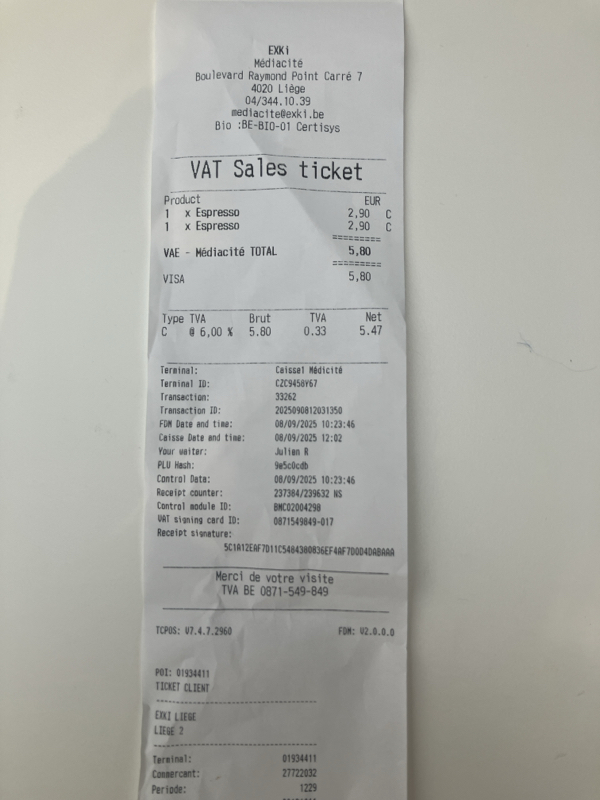 EXKi
Médiacité
Boulevard Raymond Point Carré 7
4020 Liège
04/344.10.39
mediacite@exki.be
Bio :BE-BIO-01 Certisys
VAT Sales ticket
Product EUR
1 x Espresso 2,90 C
1 x Espresso 2,90 C
=========
VAE - Médiacité TOTAL 5,80
=========
VISA 5,80
Type TVA Brut TVA Net
C @ 6,00 % 5.80 0.33 5.47
Terminal: Caisse1 Médicité
Terminal ID: CZC9458Y67
Transaction: 33262
Transaction ID: 2025090812031350
FDM Date and time: 08/09/2025 10:23:46
Caisse Date and time: 08/09/2025 12:02
Your waiter: Julien R
PLU Hash: 9a5c0cdb
Control Data: 08/09/2025 10:23:46
Receipt counter: 237384/239632 NS
Control module ID: BMC02004298
VAT signing card ID: 0871549849-017
Receipt signature:
5C1A12EAF7D11C5484380836EF4AF7D0D4DABAAA
Merci de votre visite
TVA BE 0871-549-849
TCPOS: V7.4.7.2960 FDM: V2.0.0.0
POI: 01934411
TICKET CLIENT
EXKI LIEGE
LIEGE 2
Terminal: 01934411
Commercant: 27722032
Periode: 1229